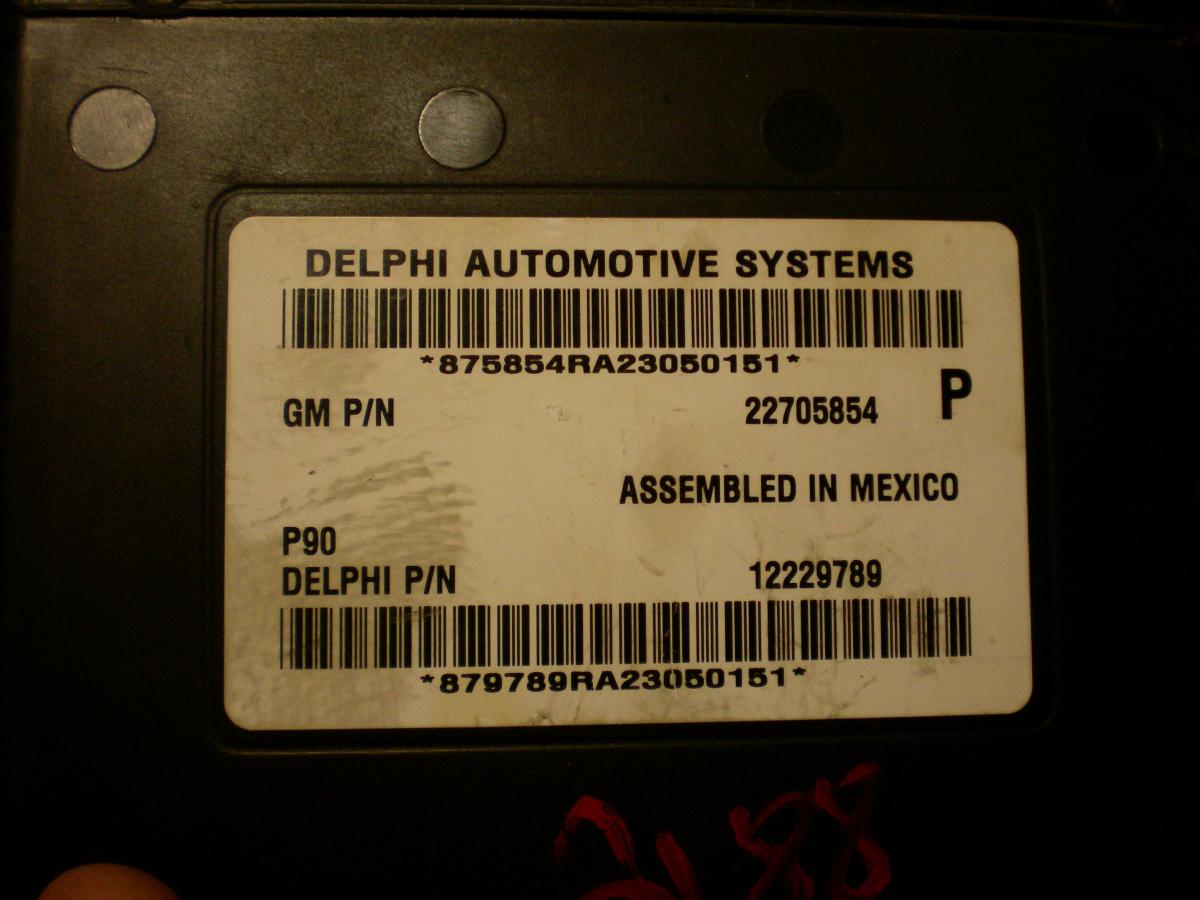 DELPHI AUTOMOTIVE SYSTEMS
*875854RA23050151*
P
GM P/N 22705854
ASSEMBLED IN MEXICO
P90
DELPHI P/N 12229789
*879789RA23050151*